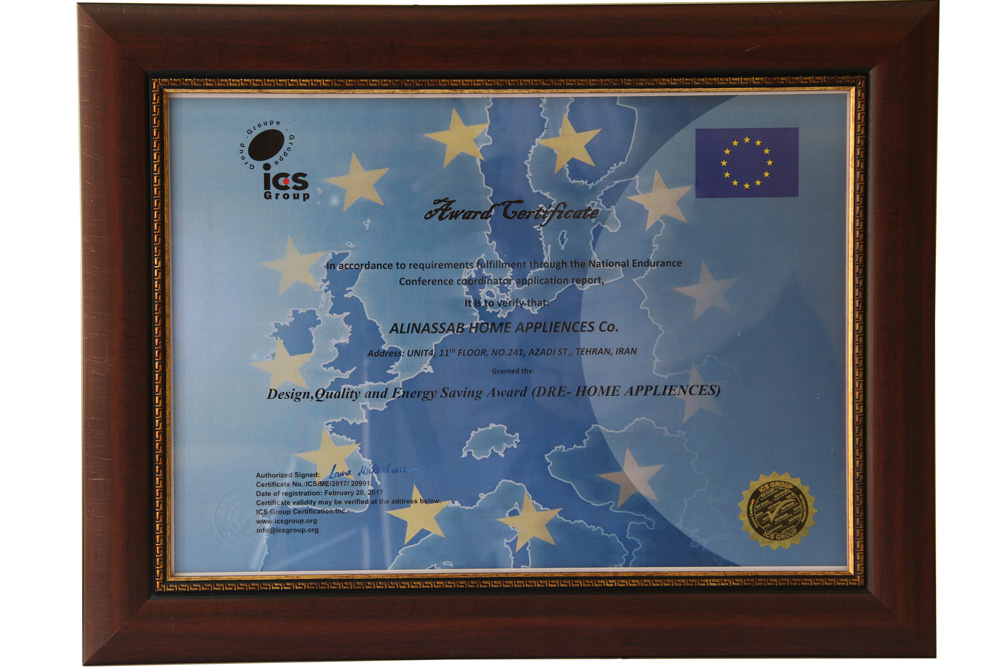 Group · Groupe · Gruppe
ics
Group
Award Certificate
In accordance to requirements fulfillment through the National Endurance
Conference coordinator application report,
It is to verify that:
ALINASSAB HOME APPLIENCES Co.
Address: UNIT4, 11th FLOOR, NO.241, AZADI ST., TEHRAN, IRAN
Granted the:
Design,Quality and Energy Saving Award (DRE- HOME APPLIENCES)
Authorized Signed:
Certificate No.:ICS/ME/2017/ 20991
Date of registration: February 20, 2017
Certificate validity may be verified at the address below.
ICS Group Certification Inc.
www.icsgroup.org
info@icsgroup.org
ICS GROUP
ICS GROUP